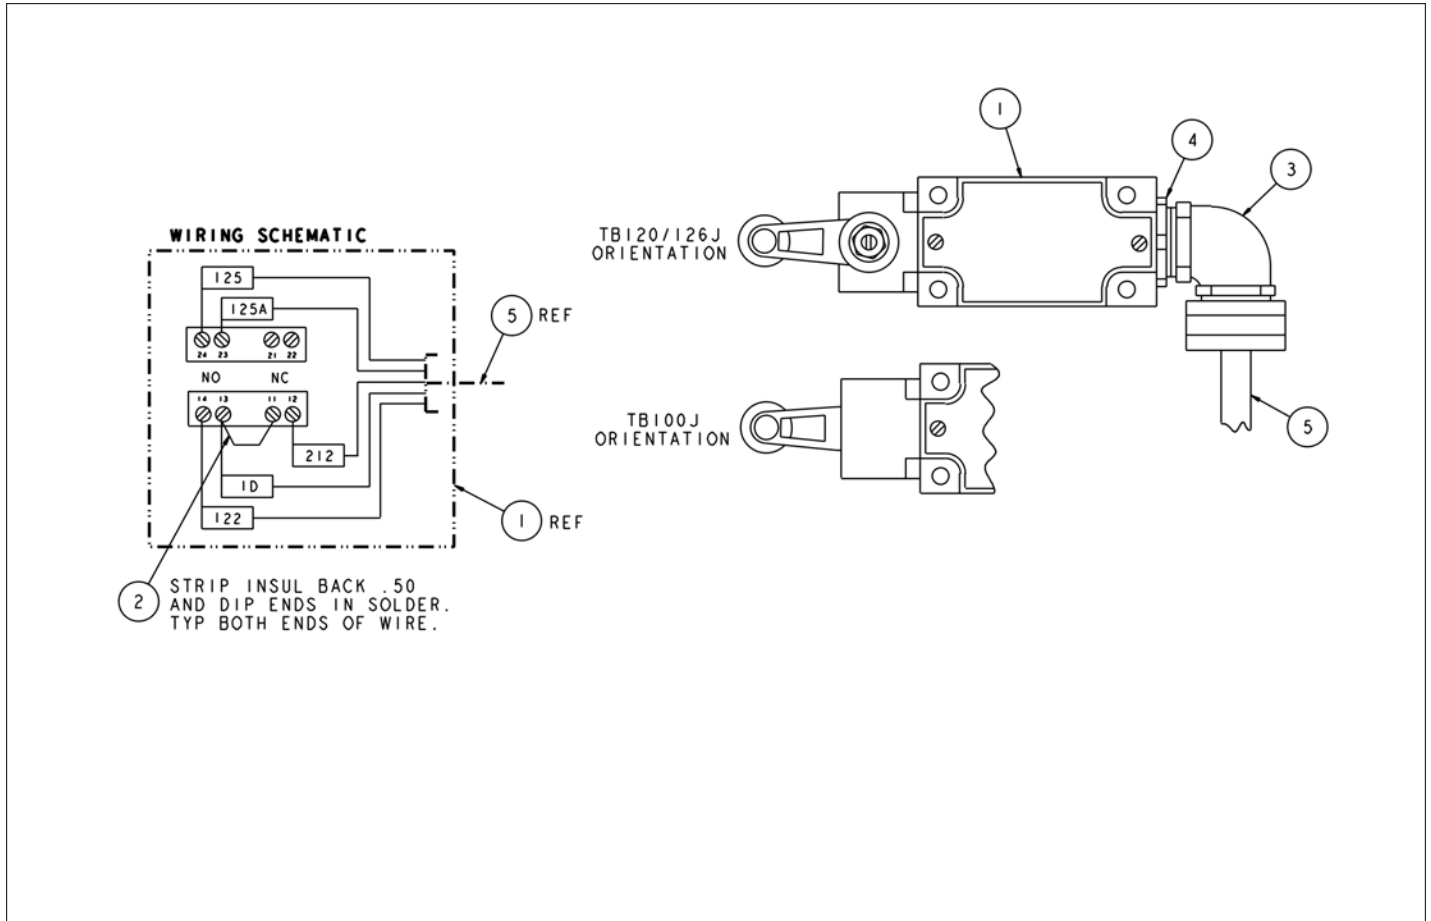 WIRING SCHEMATIC
125
125A
24 23 21 22
NO NC
14 13 11 12
212
1D
122
5 REF
1 REF
2
STRIP INSUL BACK .50
AND DIP ENDS IN SOLDER.
TYP BOTH ENDS OF WIRE.
1
4
3
TB120/126J
ORIENTATION
TB100J
ORIENTATION
5